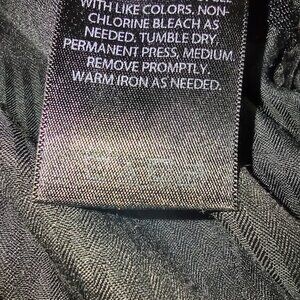 WITH LIKE COLORS. NON-
CHLORINE BLEACH AS
NEEDED. TUMBLE DRY
PERMANENT PRESS, MEDIUM.
REMOVE PROMPTLY.
WARM IRON AS NEEDED.